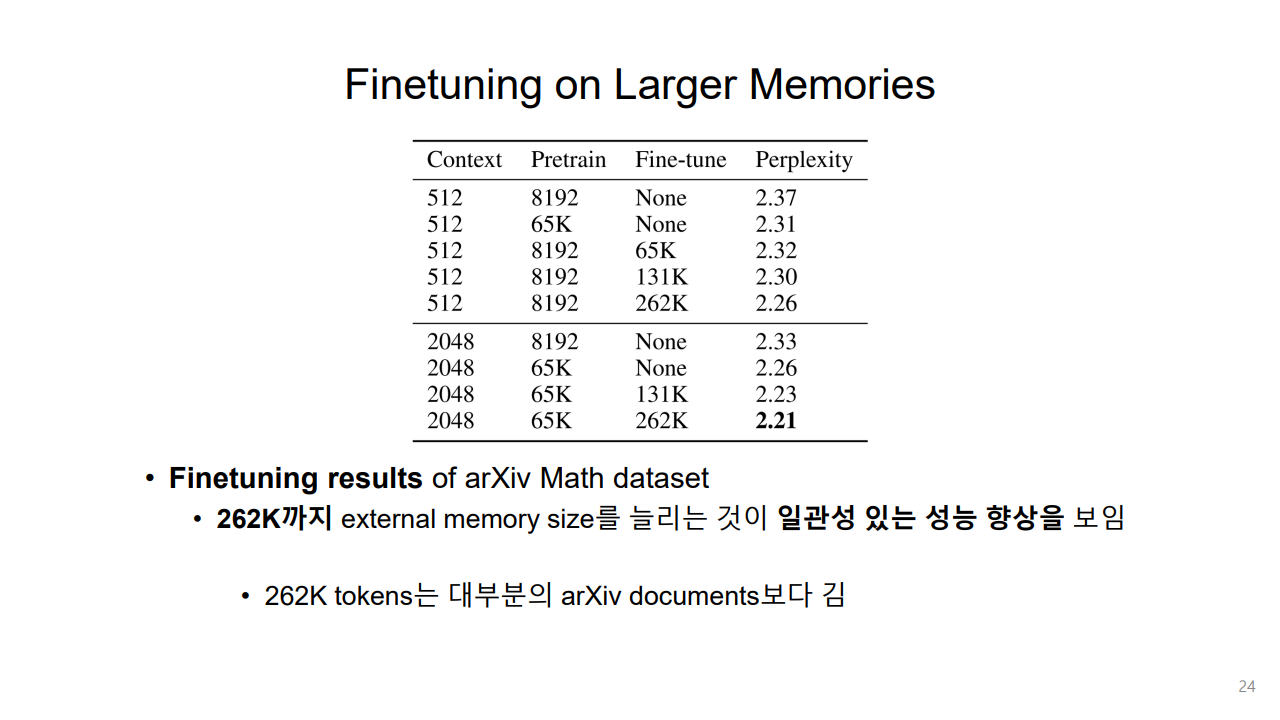 Finetuning on Larger Memories
Context Pretrain Fine-tune Perplexity
512 8192 None 2.37
512 65K None 2.31
512 8192 65K 2.32
512 8192 131K 2.30
512 8192 262K 2.26
2048 8192 None 2.33
2048 65K None 2.26
2048 65K 131K 2.23
2048 65K 262K 2.21
• Finetuning results of arXiv Math dataset
• 262K까지 external memory size를 늘리는 것이 일관성 있는 성능 향상을 보임
• 262K tokens는 대부분의 arXiv documents보다 김
24